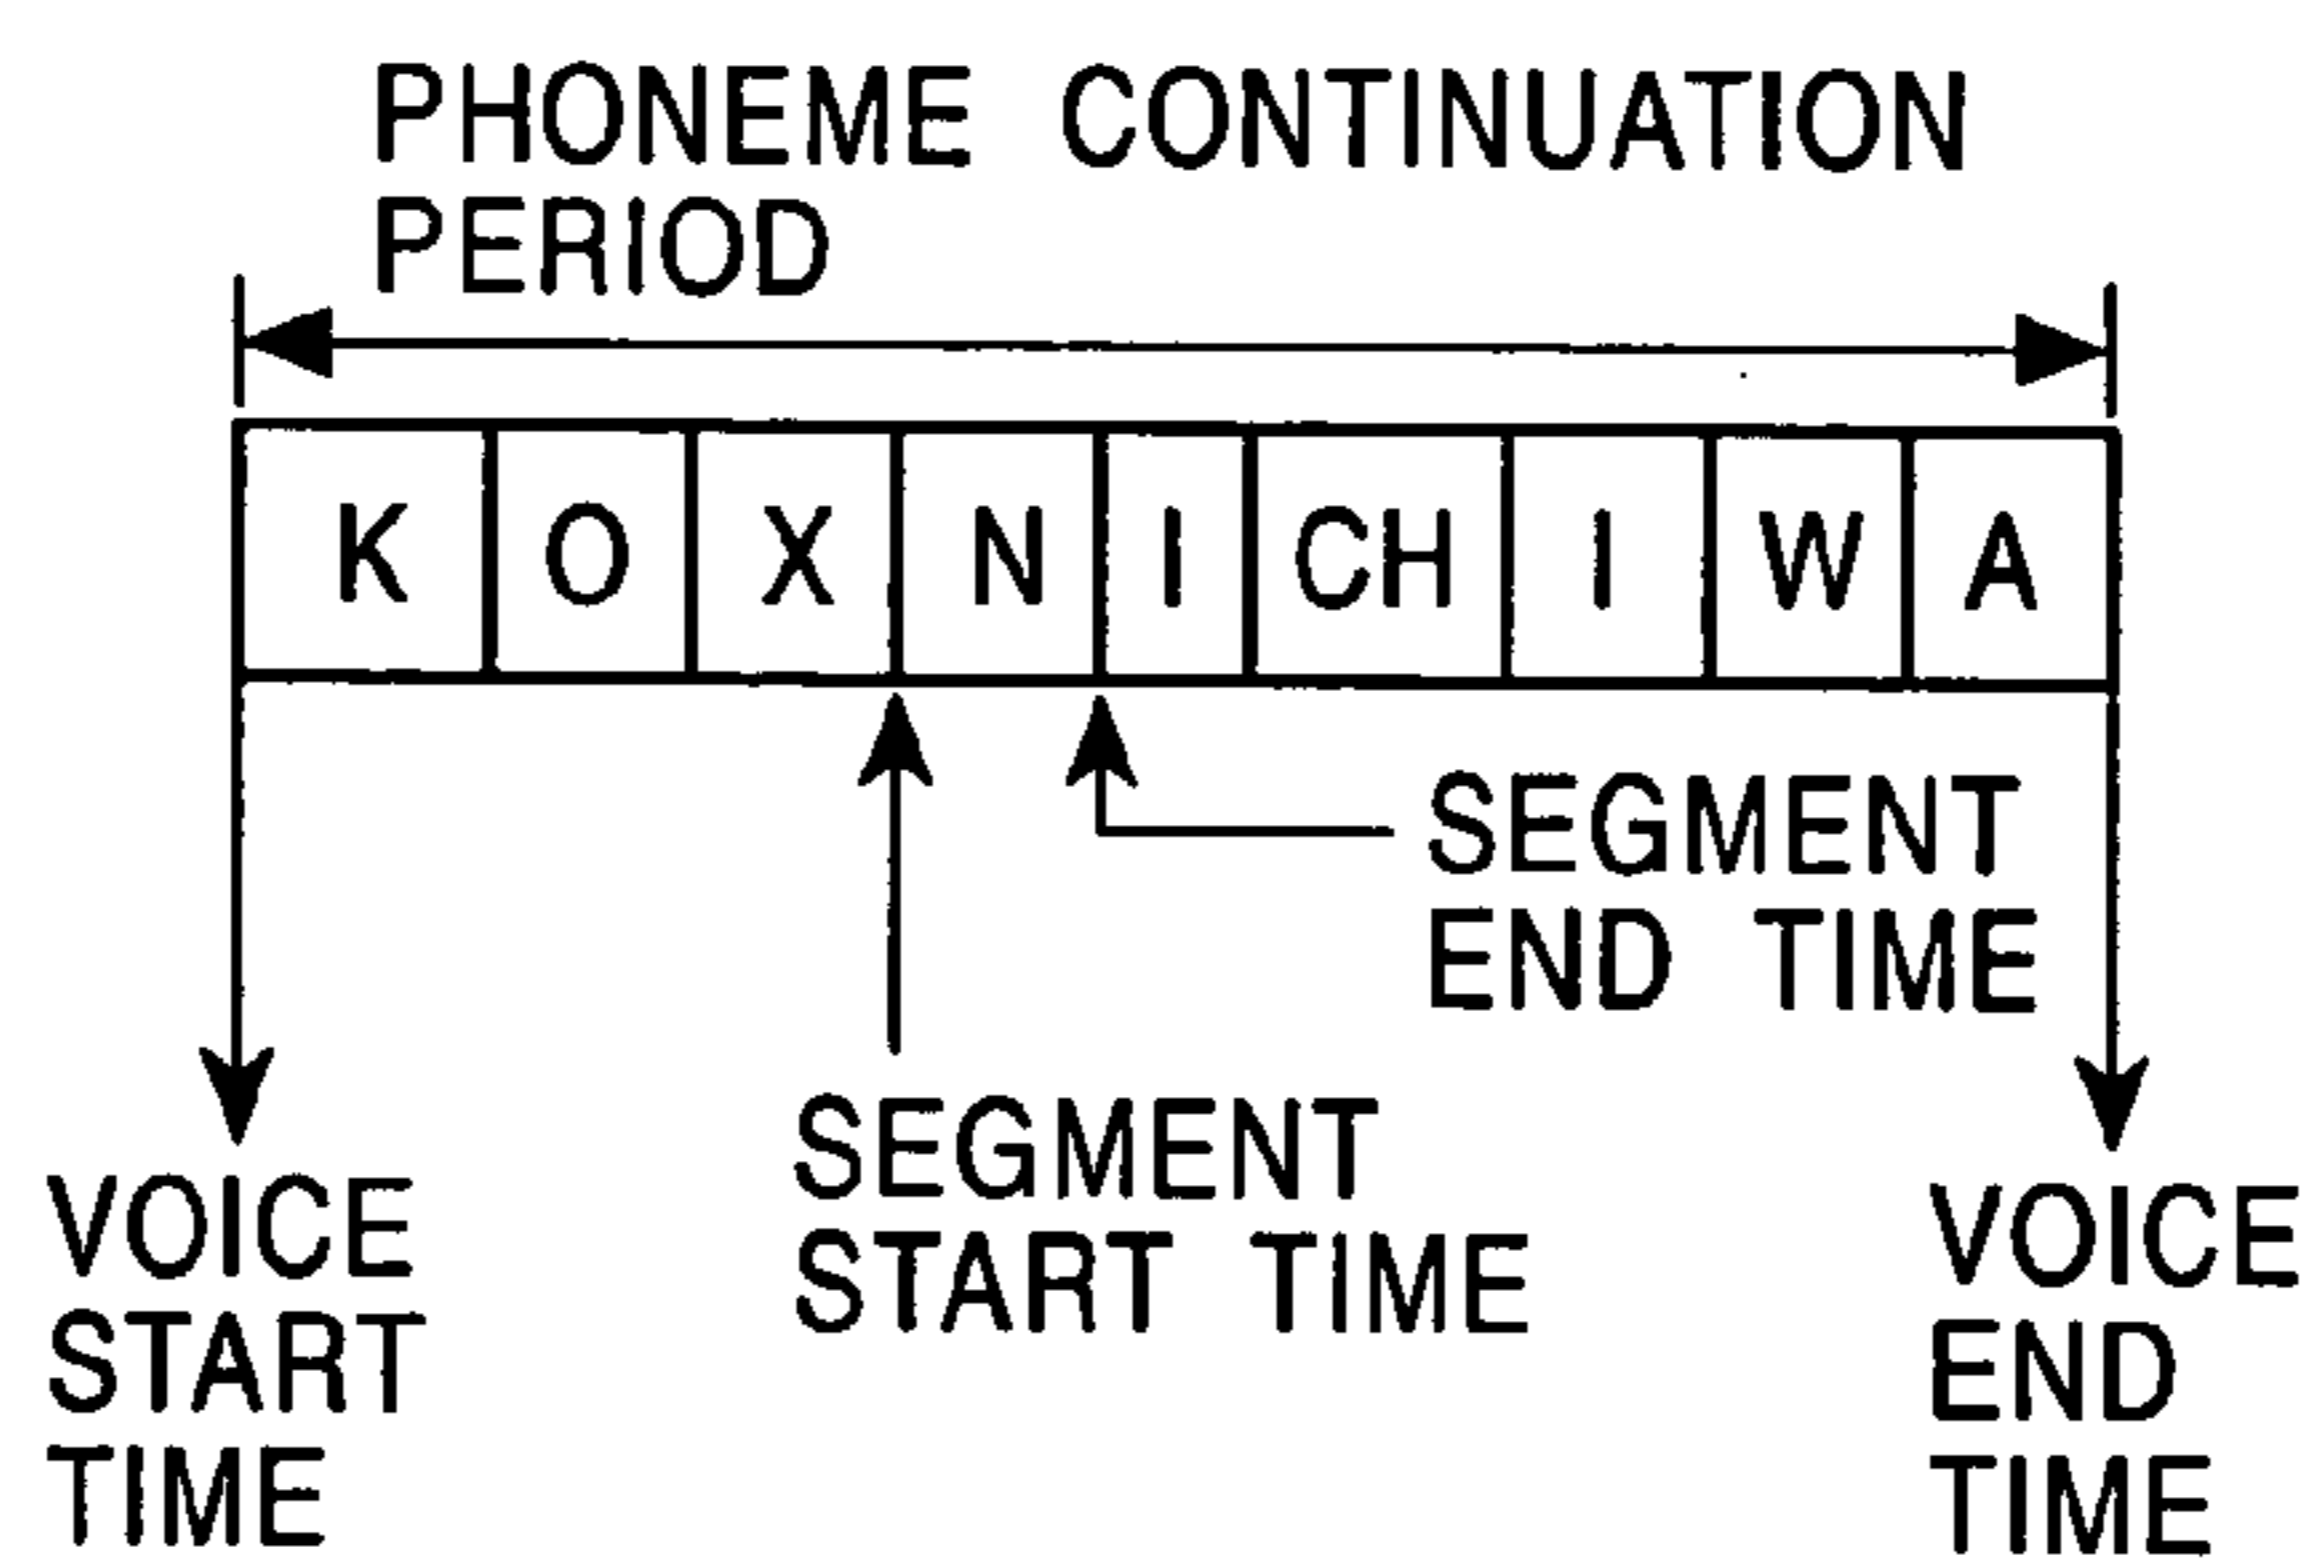 PHONEME CONTINUATION
PERIOD
K O X N I CH I W A
SEGMENT
END TIME
SEGMENT
START TIME
VOICE
START
TIME
VOICE
END
TIME